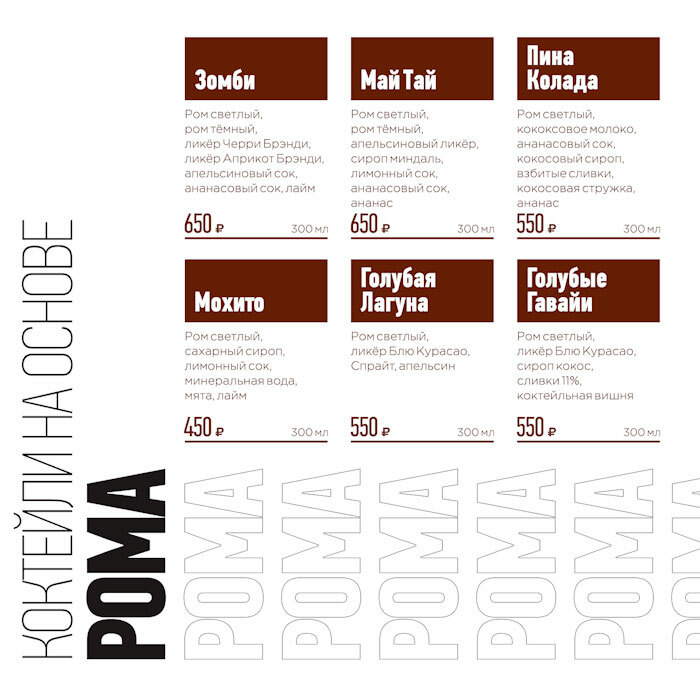 КОКТЕЙЛИ НА ОСНОВЕ
РОМА
Зомби
Ром светлый,
ром тёмный,
ликёр Черри Брэнди,
ликёр Априкот Брэнди,
апельсиновый сок,
ананасовый сок, лайм
650 ₽ 300 мл
Май Тай
Ром светлый,
ром тёмный,
апельсиновый ликёр,
сироп миндаль,
лимонный сок,
ананасовый сок,
ананас
650 ₽ 300 мл
Пина
Колада
Ром светлый,
кококсовое молоко,
ананасовый сок,
кокосовый сироп,
взбитые сливки,
кокосовая стружка,
ананас
550 ₽ 300 мл
Мохито
Ром светлый,
сахарный сироп,
лимонный сок,
минеральная вода,
мята, лайм
450 ₽ 300 мл
Голубая
Лагуна
Ром светлый,
ликёр Блю Курасао,
Спрайт, апельсин
550 ₽ 300 мл
Голубые
Гавайи
Ром светлый,
ликёр Блю Курасао,
сироп кокос,
сливки 11%,
коктейльная вишня
550 ₽ 300 мл
РОМА
РОМА
РОМА
РОМА
РОМА
РОМА